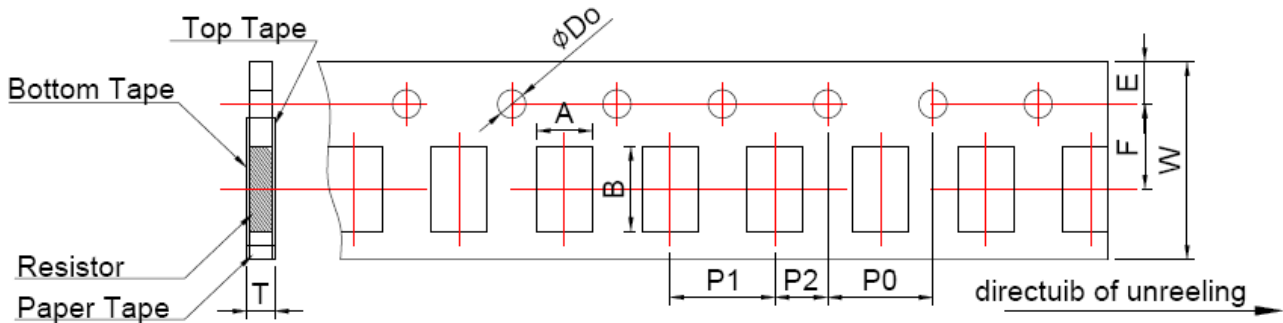 Top Tape
ϕDo
Bottom Tape
A
E
F
W
B
Resistor
Paper Tape
T
P1
P2
P0
directuib of unreeling